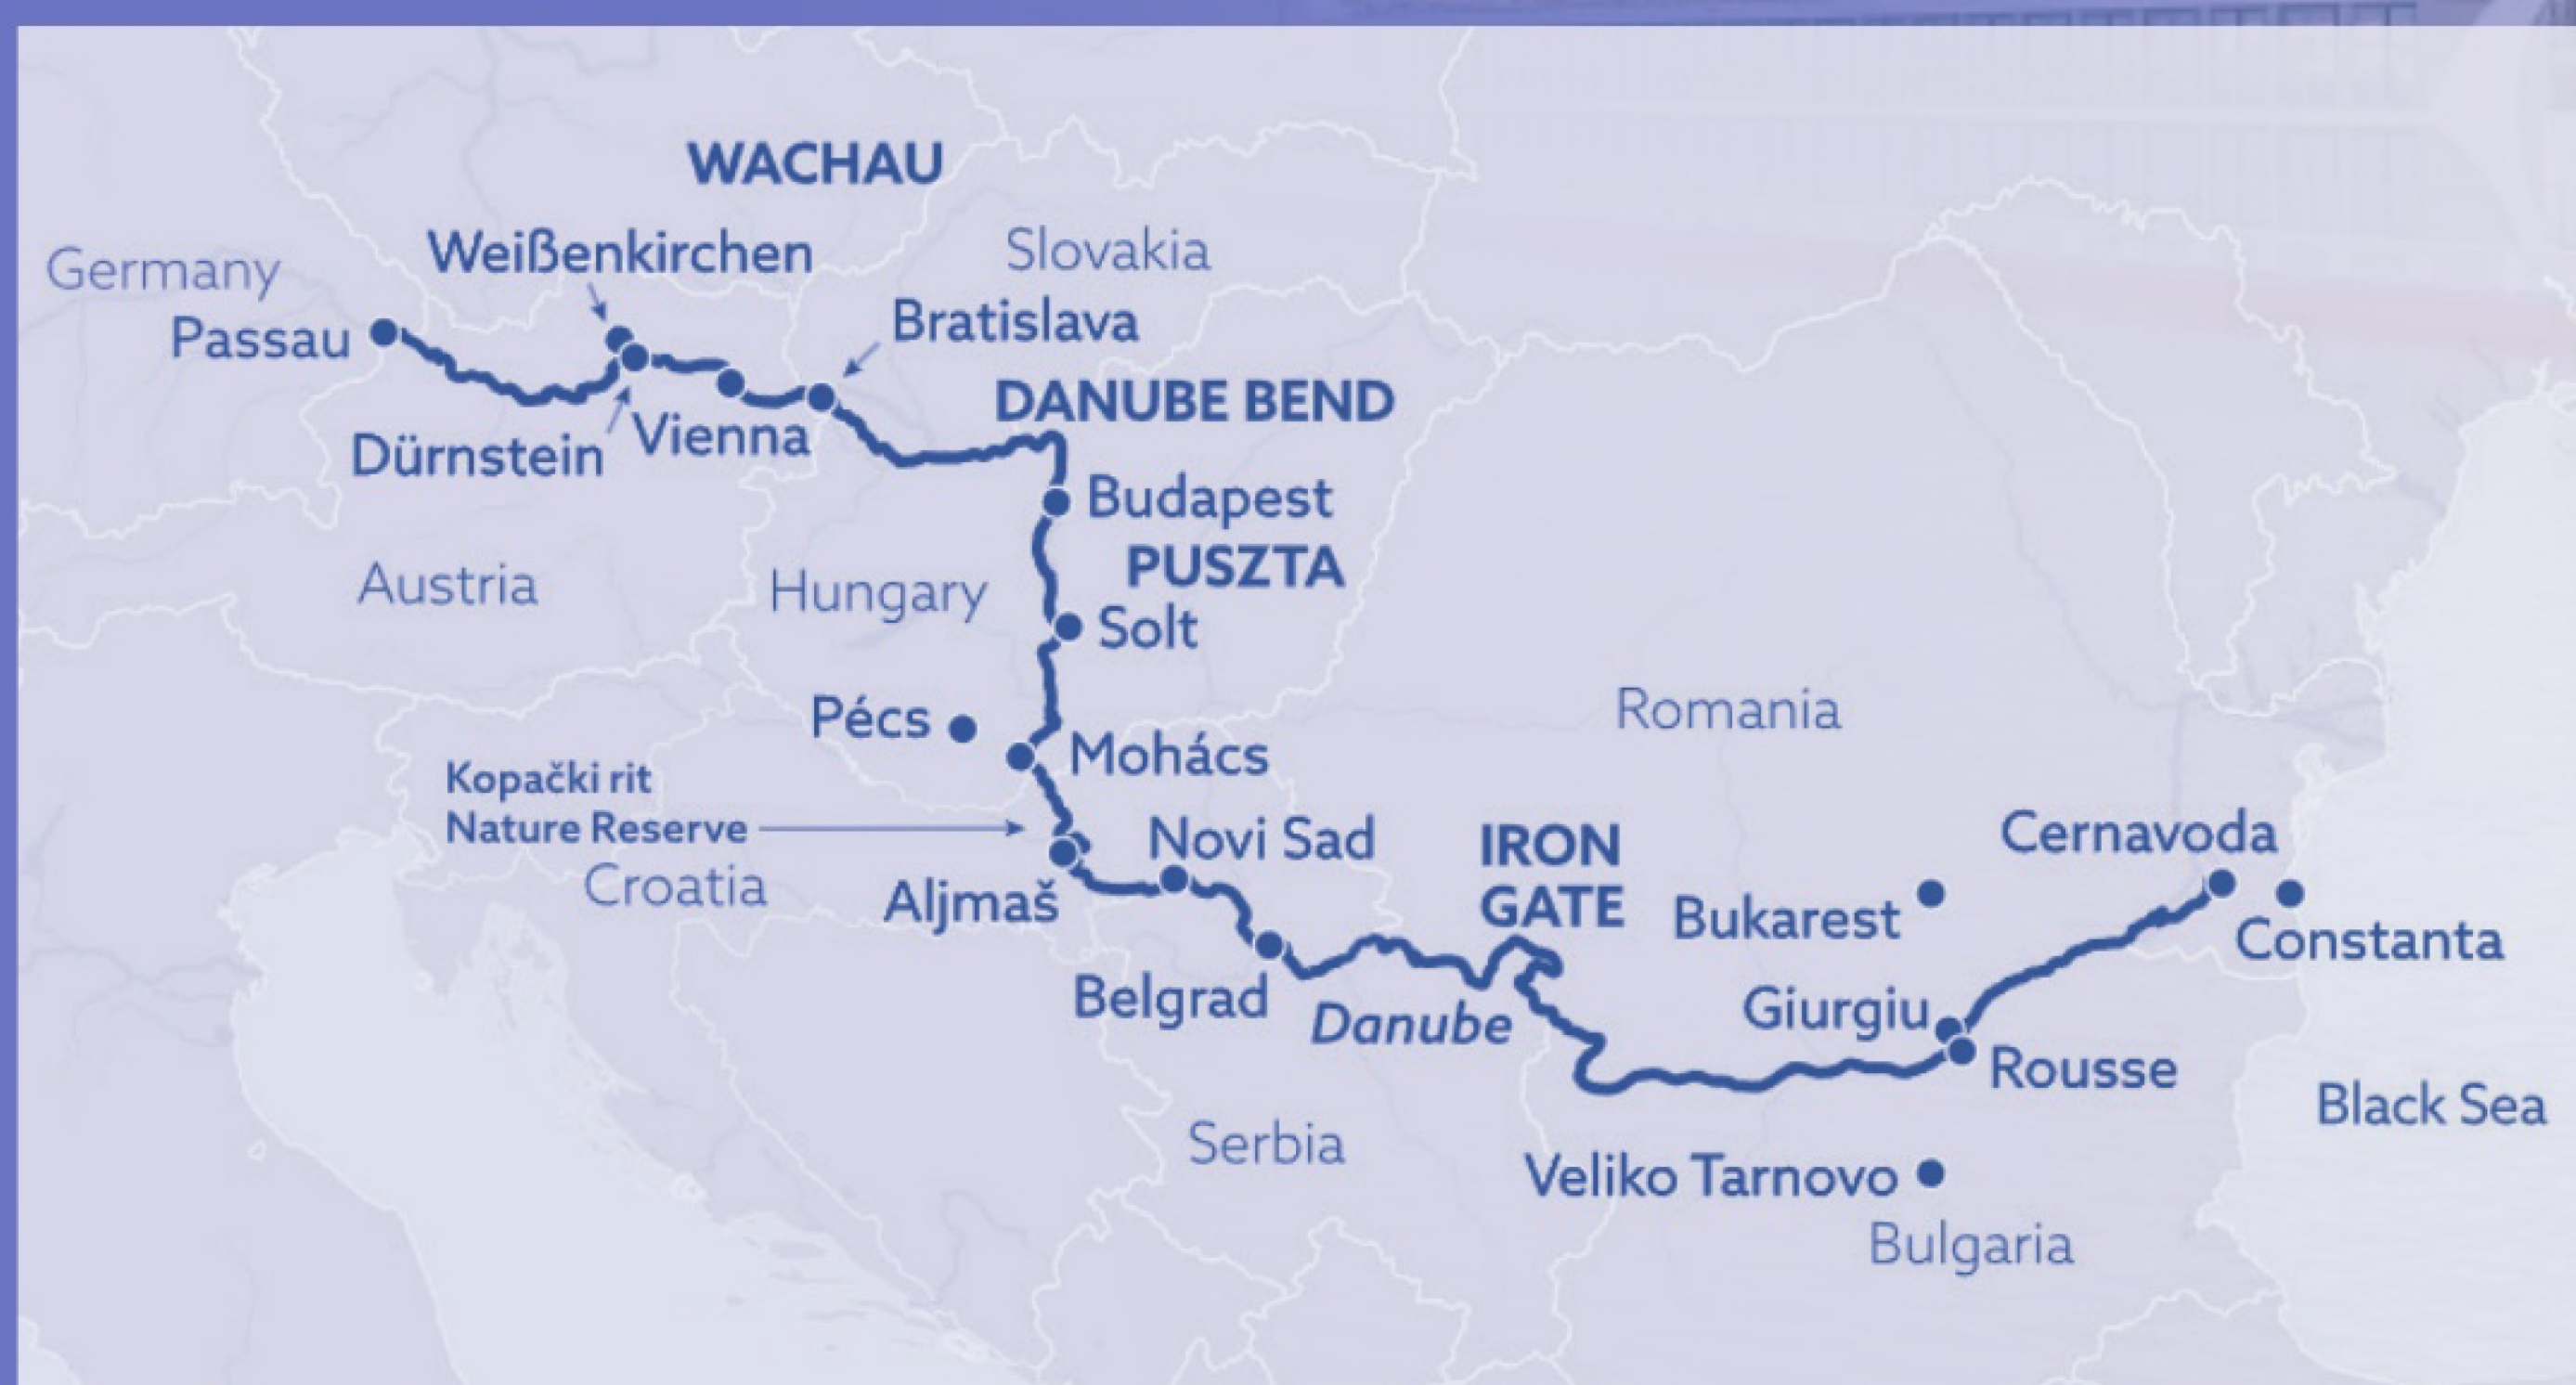 WACHAU
Weißenkirchen
Slovakia
Germany
Passau
Bratislava
DANUBE BEND
Dürnstein
Vienna
Budapest
PUSZTA
Austria
Hungary
Solt
Pécs
Mohács
Romania
Kopački rit
Nature Reserve
Croatia
Novi Sad
Aljmaš
IRON
GATE
Cernavoda
Bukarest
Constanta
Belgrad
Danube
Giurgiu
Rousse
Black Sea
Serbia
Veliko Tarnovo
Bulgaria